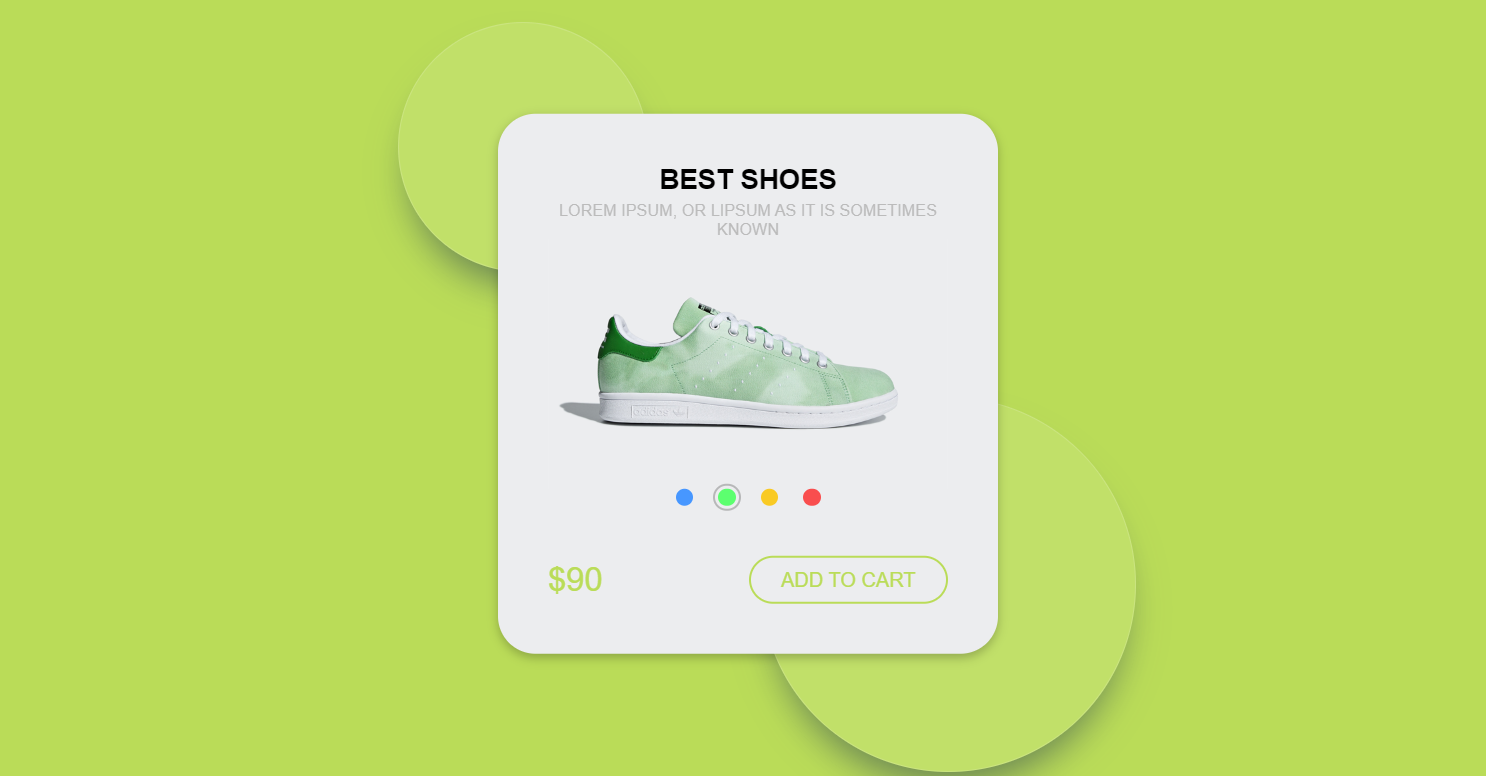 BEST SHOES
LOREM IPSUM, OR LIPSUM AS IT IS SOMETIMES
KNOWN
adidas
$90
ADD TO CART